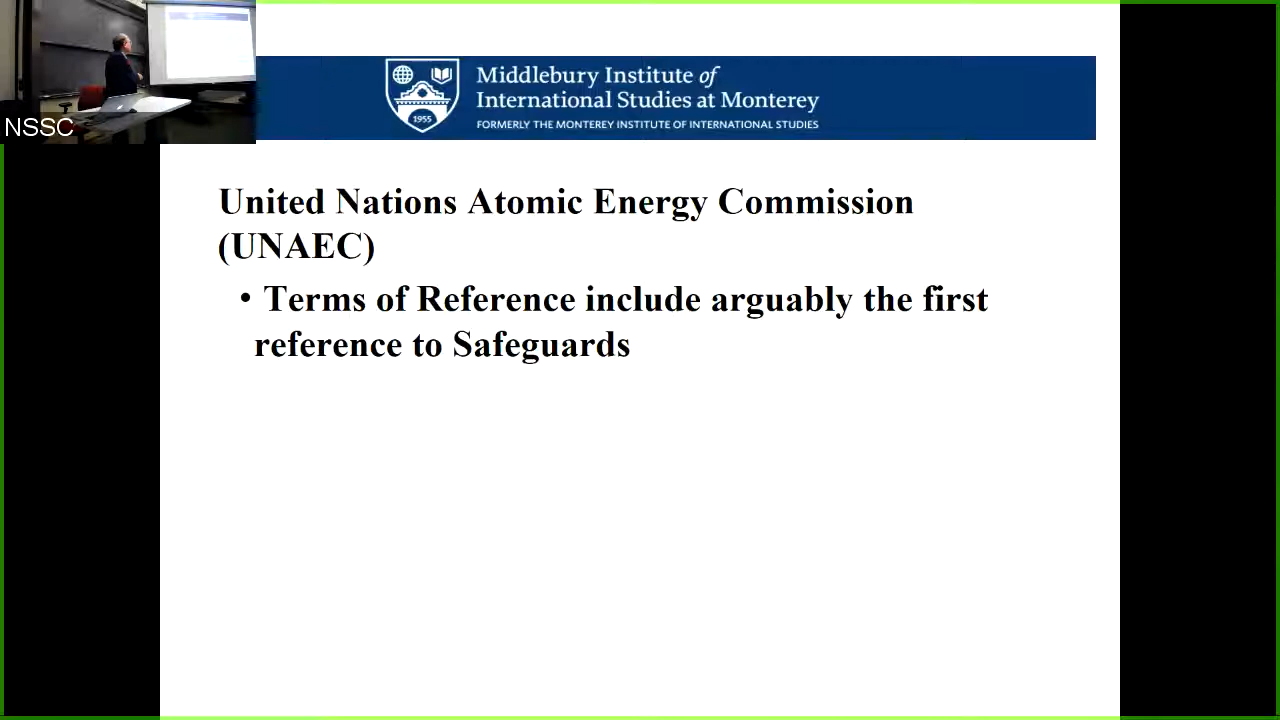 NSSC
1955
Middlebury Institute of
International Studies at Monterey
FORMERLY THE MONTEREY INSTITUTE OF INTERNATIONAL STUDIES
United Nations Atomic Energy Commission
(UNAEC)
• Terms of Reference include arguably the first
reference to Safeguards